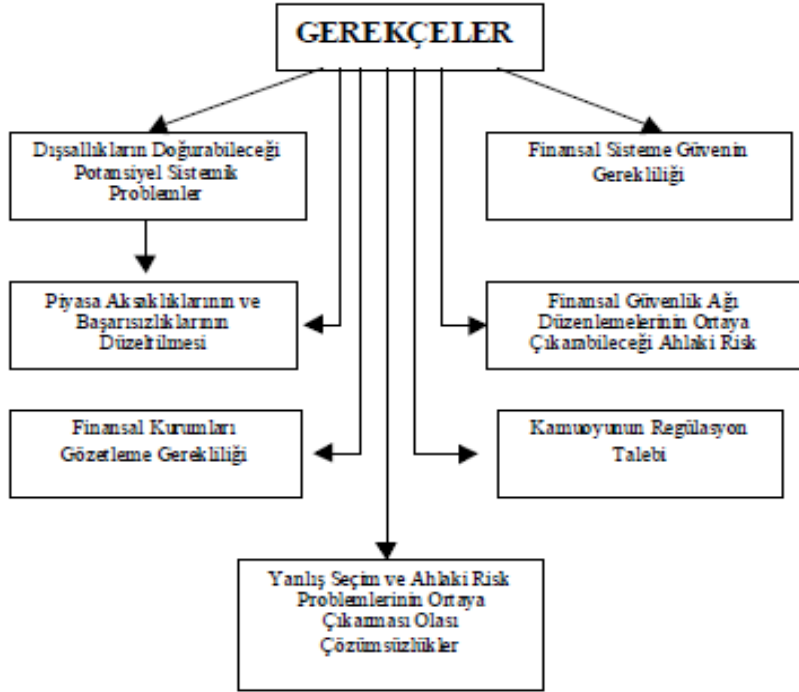 GEREKÇELER
Dışsallıkların Doğurabileceği
Potansiyel Sistemik
Problemler
Finansal Sisteme Güvenin
Gerekliliği
Piyasa Aksaklıklarının ve
Başarısızlıklarının
Düzeltilmesi
Finansal Güvenlik Ağı
Düzenlemelerinin Ortaya
Çıkarabileceği Ahlaki Risk
Finansal Kurumları
Gözetleme Gerekliliği
Kamuoyunun Regülasyon
Talebi
Yanlış Seçim ve Ahlaki Risk
Problemlerinin Ortaya
Çıkarması Olası
Çözümsüzlükler